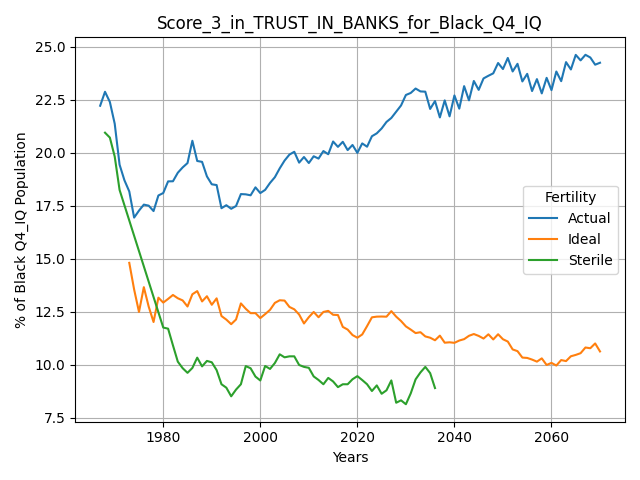 Score_3_in_TRUST_IN_BANKS_for_Black_Q4_IQ
% of Black Q4_IQ Population
25.0
22.5
20.0
17.5
15.0
12.5
10.0
7.5
Fertility
Actual
Ideal
Sterile
1980
2000
2020
2040
2060
Years